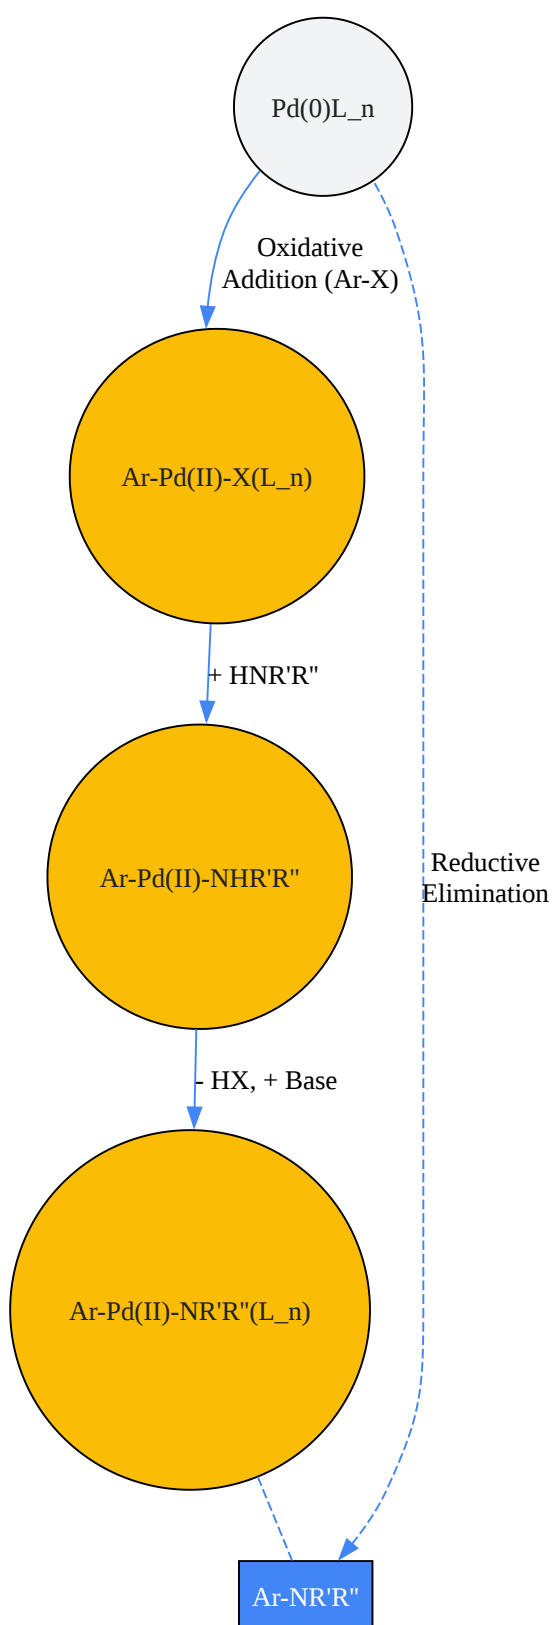 Pd(0)L_n
Oxidative
Addition (Ar-X)
Ar-Pd(II)-X(L_n)
+ HNR'R"
Ar-Pd(II)-NHR'R"
Reductive
Elimination
- HX, + Base
Ar-Pd(II)-NR'R"(L_n)
Ar-NR'R"